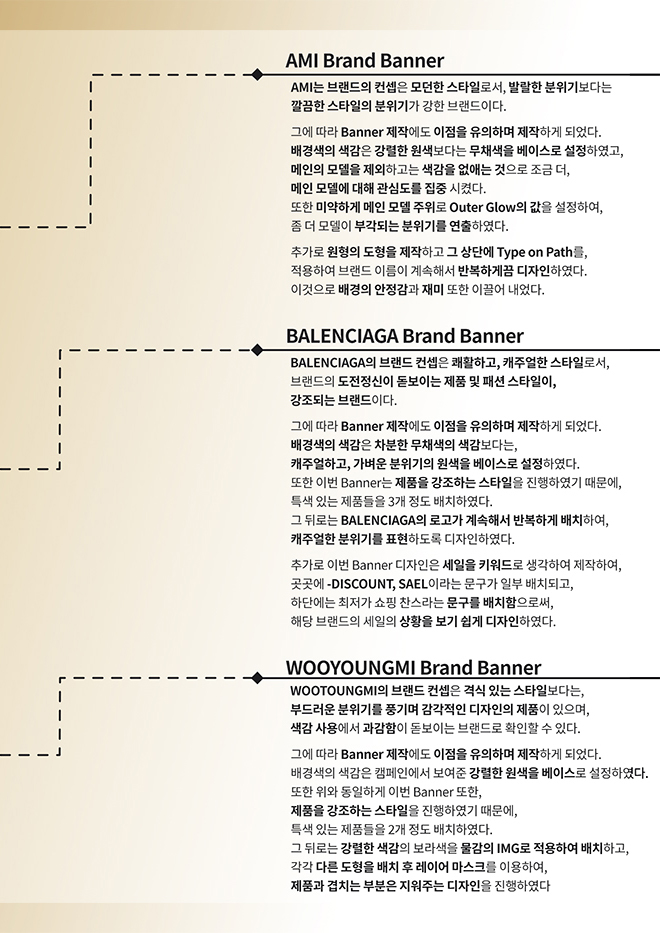 AMI Brand Banner
AMI는 브랜드의 컨셉은 모던한 스타일로서, 발랄한 분위기보다는
깔끔한 스타일의 분위기가 강한 브랜드이다.
그에 따라 Banner 제작에도 이점을 유의하며 제작하게 되었다.
배경색의 색감은 강렬한 원색보다는 무채색을 베이스로 설정하였고,
메인의 모델을 제외하고는 색감을 없애는 것으로 조금 더,
메인 모델에 대해 관심도를 집중 시켰다.
또한 미약하게 메인 모델 주위로 Outer Glow의 값을 설정하여,
좀 더 모델이 부각되는 분위기를 연출하였다.
추가로 원형의 도형을 제작하고 그 상단에 Type on Path를,
적용하여 브랜드 이름이 계속해서 반복하게끔 디자인하였다.
이것으로 배경의 안정감과 재미 또한 이끌어 내었다.
BALENCIAGA Brand Banner
BALENCIAGA의 브랜드 컨셉은 쾌활하고, 캐주얼한 스타일로서,
브랜드의 도전정신이 돋보이는 제품 및 패션 스타일이,
강조되는 브랜드이다.
그에 따라 Banner 제작에도 이점을 유의하며 제작하게 되었다.
배경색의 색감은 차분한 무채색의 색감보다는,
캐주얼하고, 가벼운 분위기의 원색을 베이스로 설정하였다.
또한 이번 Banner는 제품을 강조하는 스타일을 진행하였기 때문에,
특색 있는 제품들을 3개 정도 배치하였다.
그 뒤로는 BALENCIAGA의 로고가 계속해서 반복하게 배치하여,
캐주얼한 분위기를 표현하도록 디자인하였다.
추가로 이번 Banner 디자인은 세일을 키워드로 생각하여 제작하여,
곳곳에 -DISCOUNT, SAEL이라는 문구가 일부 배치되고,
하단에는 최저가 쇼핑 찬스라는 문구를 배치함으로써,
해당 브랜드의 세일의 상황을 보기 쉽게 디자인하였다.
WOOYOUNGMI Brand Banner
WOOTOUNGMI의 브랜드 컨셉은 격식 있는 스타일보다는,
부드러운 분위기를 풍기며 감각적인 디자인의 제품이 있으며,
색감 사용에서 과감함이 돋보이는 브랜드로 확인할 수 있다.
그에 따라 Banner 제작에도 이점을 유의하며 제작하게 되었다.
배경색의 색감은 캠페인에서 보여준 강렬한 원색을 베이스로 설정하였다.
또한 위와 동일하게 이번 Banner 또한,
제품을 강조하는 스타일을 진행하였기 때문에,
특색 있는 제품들을 2개 정도 배치하였다.
그 뒤로는 강렬한 색감의 보라색을 물감의 IMG로 적용하여 배치하고,
각각 다른 도형을 배치 후 레이어 마스크를 이용하여,
제품과 겹치는 부분은 지워주는 디자인을 진행하였다